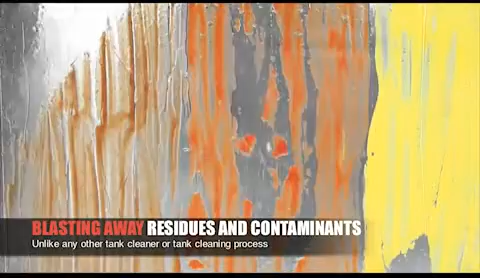 BLASTING AWAY RESIDUES AND CONTAMINANTS
Unlike any other tank cleaner or tank cleaning process